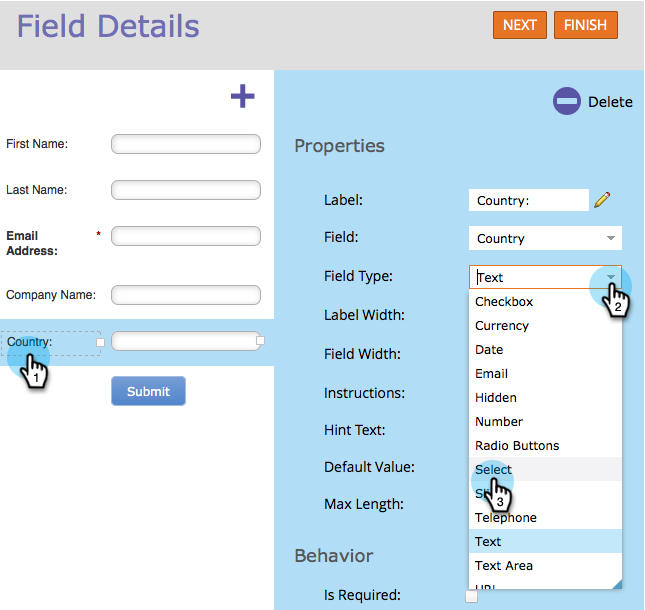 Field Details
NEXT
FINISH
Delete
First Name:
Last Name:
Email
Address:
*
Company Name:
Country:
1
Submit
Properties
Label:
Country:
Field:
Country
Field Type:
Text
2
Label Width:
Field Width:
Instructions:
Hint Text:
Default Value:
Max Length:
Checkbox
Currency
Date
Email
Hidden
Number
Radio Buttons
Select
3
Telephone
Text
Text Area
Behavior
Is Required: